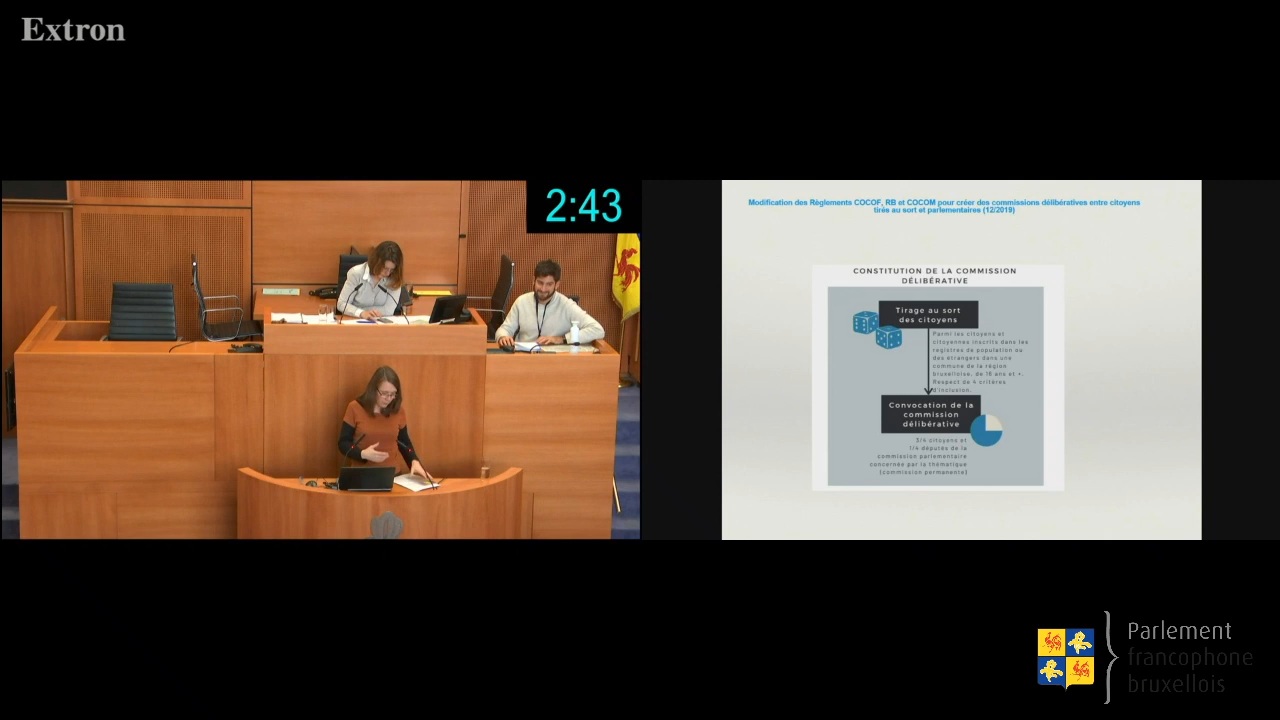 Extron
2:43
Modification des Règlements COCOF, RB et COCOM pour créer des commissions délibératives entre citoyens
tirés au sort et parlementaires (12/2019)
CONSTITUTION DE LA COMMISSION
DÉLIBÉRATIVE
Tirage au sort
des citoyens
Parmi les citoyens et
citoyennes inscrits dans les
registres de population ou
des étrangers dans une
commune de la région
bruxelloise, de 16 ans et +.
Respect de 4 critères
d'inclusion.
Convocation de la
commission
délibérative
3/4 citoyens et
1/4 députés de la
commission parlementaire
concernée par la thématique
(commission permanente)
Parlement
francophone
bruxellois